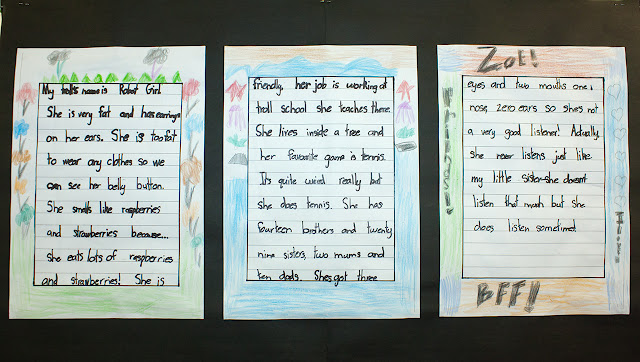 My troll's name is Robot Girl
She is very fat and has earrings
on her ears. She is too fat
to wear any clothes so we
can see her belly button.
She smells like raspberries
and strawberries because...
she eats lots of raspberries
and strawberries! She is
friendly, her job is working at
troll school she teaches there.
She lives inside a tree and
her favourite game is tennis.
It's quite weird really but
she does tennis. She has
fourteen brothers and twenty
nine sisters, two mums and
ten dads. Shes got three
Zoe!
eyes and two mouths one
nose, zero ears so she's not
a very good listener! Actually,
she never listens just like
my little sister she doesn't
listen that much but she
does listen sometimes!
BFF!